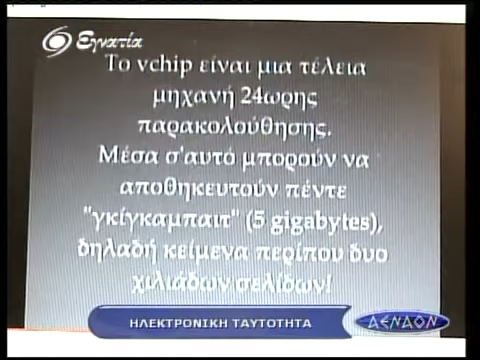 Εγνατία
Το vchip είναι μια τέλεια
μηχανή 24ωρης
παρακολούθησης.
Μέσα σ'αυτό μπορούν να
αποθηκευτούν πέντε
"γκίγκαμπαιτ" (5 gigabytes),
δηλαδή κείμενα περίπου δυο
χιλιάδων σελίδων!
ΗΛΕΚΤΡΟΝΙΚΗ ΤΑΥΤΟΤΗΤΑ
ΑΕΝΑΟΝ